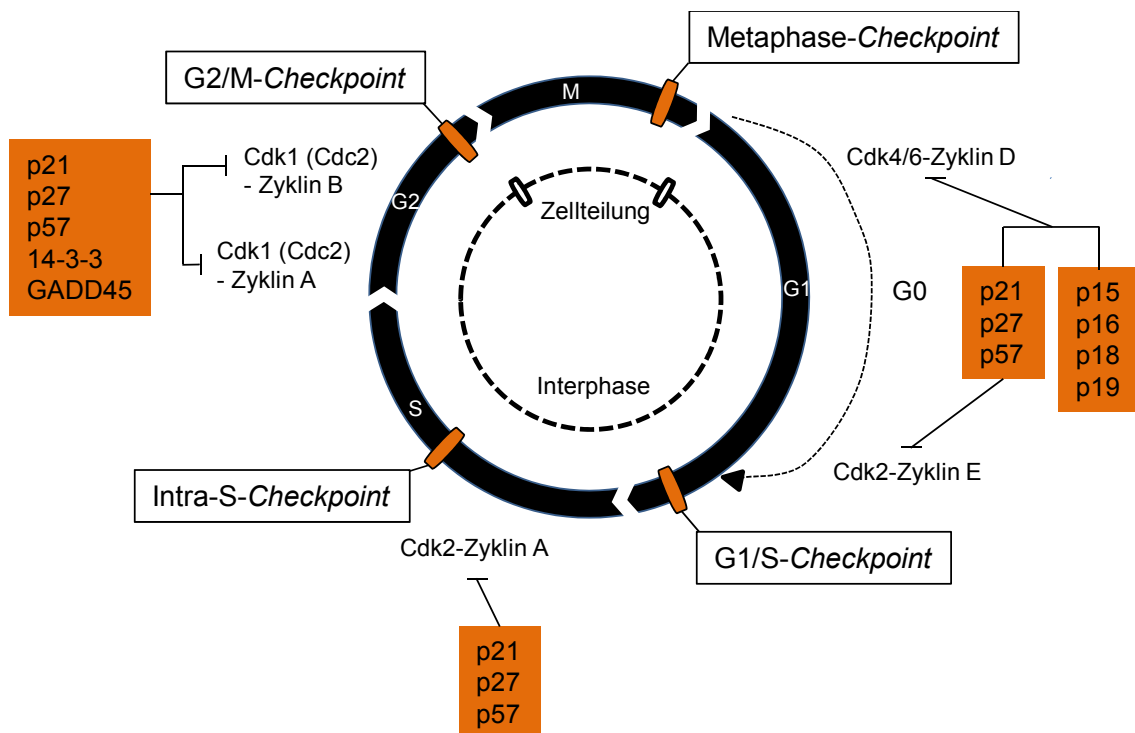 Metaphase-Checkpoint
G2/M-Checkpoint
M
p21
p27
p57
14-3-3
GADD45
Cdk1 (Cdc2)
- Zyklin B
Cdk1 (Cdc2)
- Zyklin A
G2
Zellteilung
Cdk4/6-Zyklin D
G1
G0
p21
p27
p57
p15
p16
p18
p19
Interphase
S
Cdk2-Zyklin E
Intra-S-Checkpoint
G1/S-Checkpoint
Cdk2-Zyklin A
p21
p27
p57